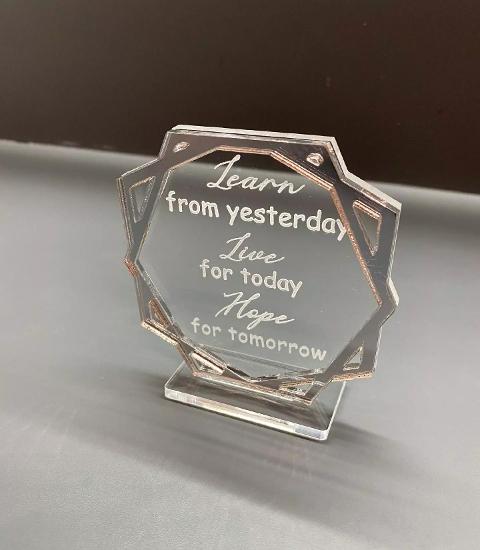 Learn
from yesterday
Live
for today
Hope
for tomorrow